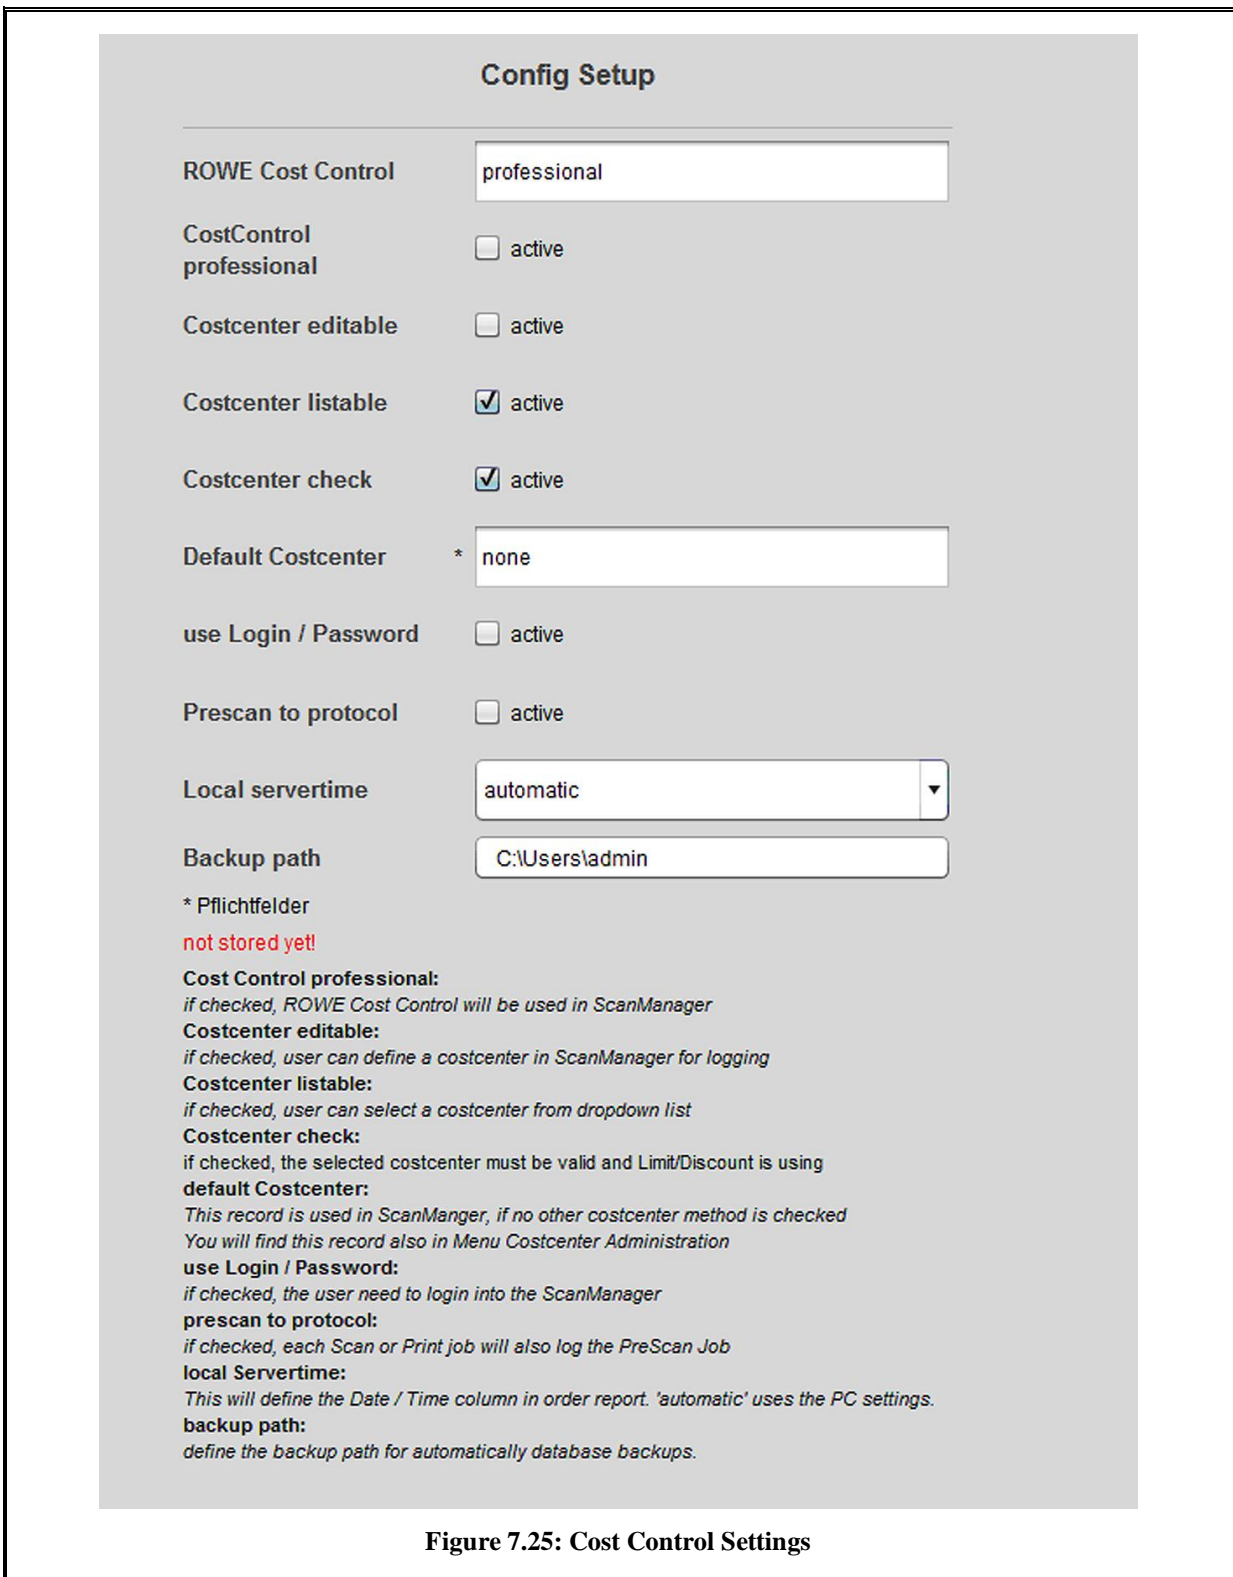 Config Setup
ROWE Cost Control professional
CostControl
professional
active
Costcenter editable active
Costcenter listable active
Costcenter check active
Default Costcenter * none
use Login / Password active
Prescan to protocol active
Local servertime automatic
Backup path C:\Users\admin
* Pflichtfelder
not stored yet!
Cost Control professional:
if checked, ROWE Cost Control will be used in ScanManager
Costcenter editable:
if checked, user can define a costcenter in ScanManager for logging
Costcenter listable:
if checked, user can select a costcenter from dropdown list
Costcenter check:
if checked, the selected costcenter must be valid and Limit/Discount is using
default Costcenter:
This record is used in ScanManger, if no other costcenter method is checked
You will find this record also in Menu Costcenter Administration
use Login / Password:
if checked, the user need to login into the ScanManager
prescan to protocol:
if checked, each Scan or Print job will also log the PreScan Job
local Servertime:
This will define the Date / Time column in order report. 'automatic' uses the PC settings.
backup path:
define the backup path for automatically database backups.
Figure 7.25: Cost Control Settings